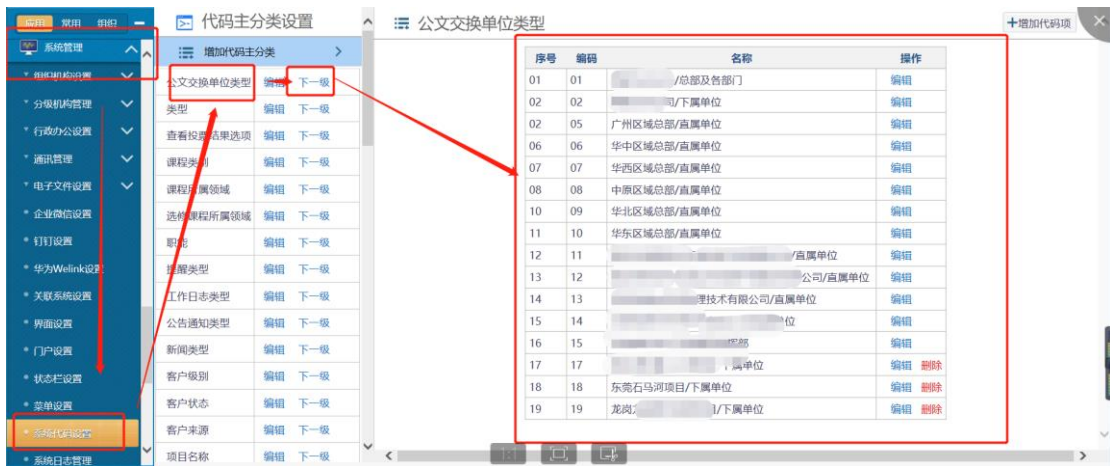 应用 常用 组织
系统管理
组织机构设置
分级机构管理
行政办公设置
通讯管理
电子文件设置
企业微信设置
钉钉设置
华为Welink设置
关联系统设置
界面设置
门户设置
状态栏设置
菜单设置
系统代码设置
系统日志管理
代码主分类设置
增加代码主分类 >
公文交换单位类型 编辑 下一级
类型 编辑 下一级
查看投票结果选项 编辑 下一级
课程类别 编辑 下一级
课程所属领域 编辑 下一级
选修课程所属领域 编辑 下一级
职能 编辑 下一级
提醒类型 编辑 下一级
工作日志类型 编辑 下一级
公告通知类型 编辑 下一级
新闻类型 编辑 下一级
客户级别 编辑 下一级
客户状态 编辑 下一级
客户来源 编辑 下一级
项目名称 编辑 下一级
公文交换单位类型
+增加代码项
序号 编码 名称 操作
01 01 /总部及各部门 编辑
02 02 司/下属单位 编辑
02 05 广州区域总部/直属单位 编辑
06 06 华中区域总部/直属单位 编辑
07 07 华西区域总部/直属单位 编辑
08 08 中原区域总部/直属单位 编辑
10 09 华北区域总部/直属单位 编辑
11 10 华东区域总部/直属单位 编辑
12 11 /直属单位 编辑
13 12 公司/直属单位 编辑
14 13 理技术有限公司/直属单位 编辑
15 14 位 编辑
16 15 编辑
17 17 单位 编辑 删除
18 18 东莞石马河项目/下属单位 编辑 删除
19 19 龙岗 /下属单位 编辑 删除
1:1